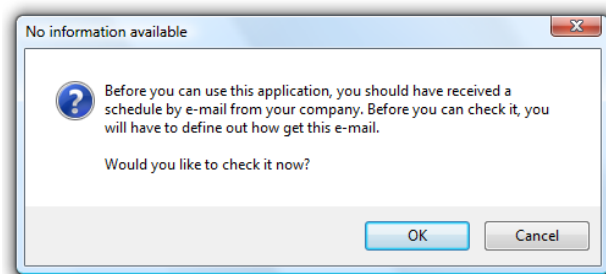 No information available
Before you can use this application, you should have received a
schedule by e-mail from your company. Before you can check it, you
will have to define out how get this e-mail.
Would you like to check it now?
OK
Cancel